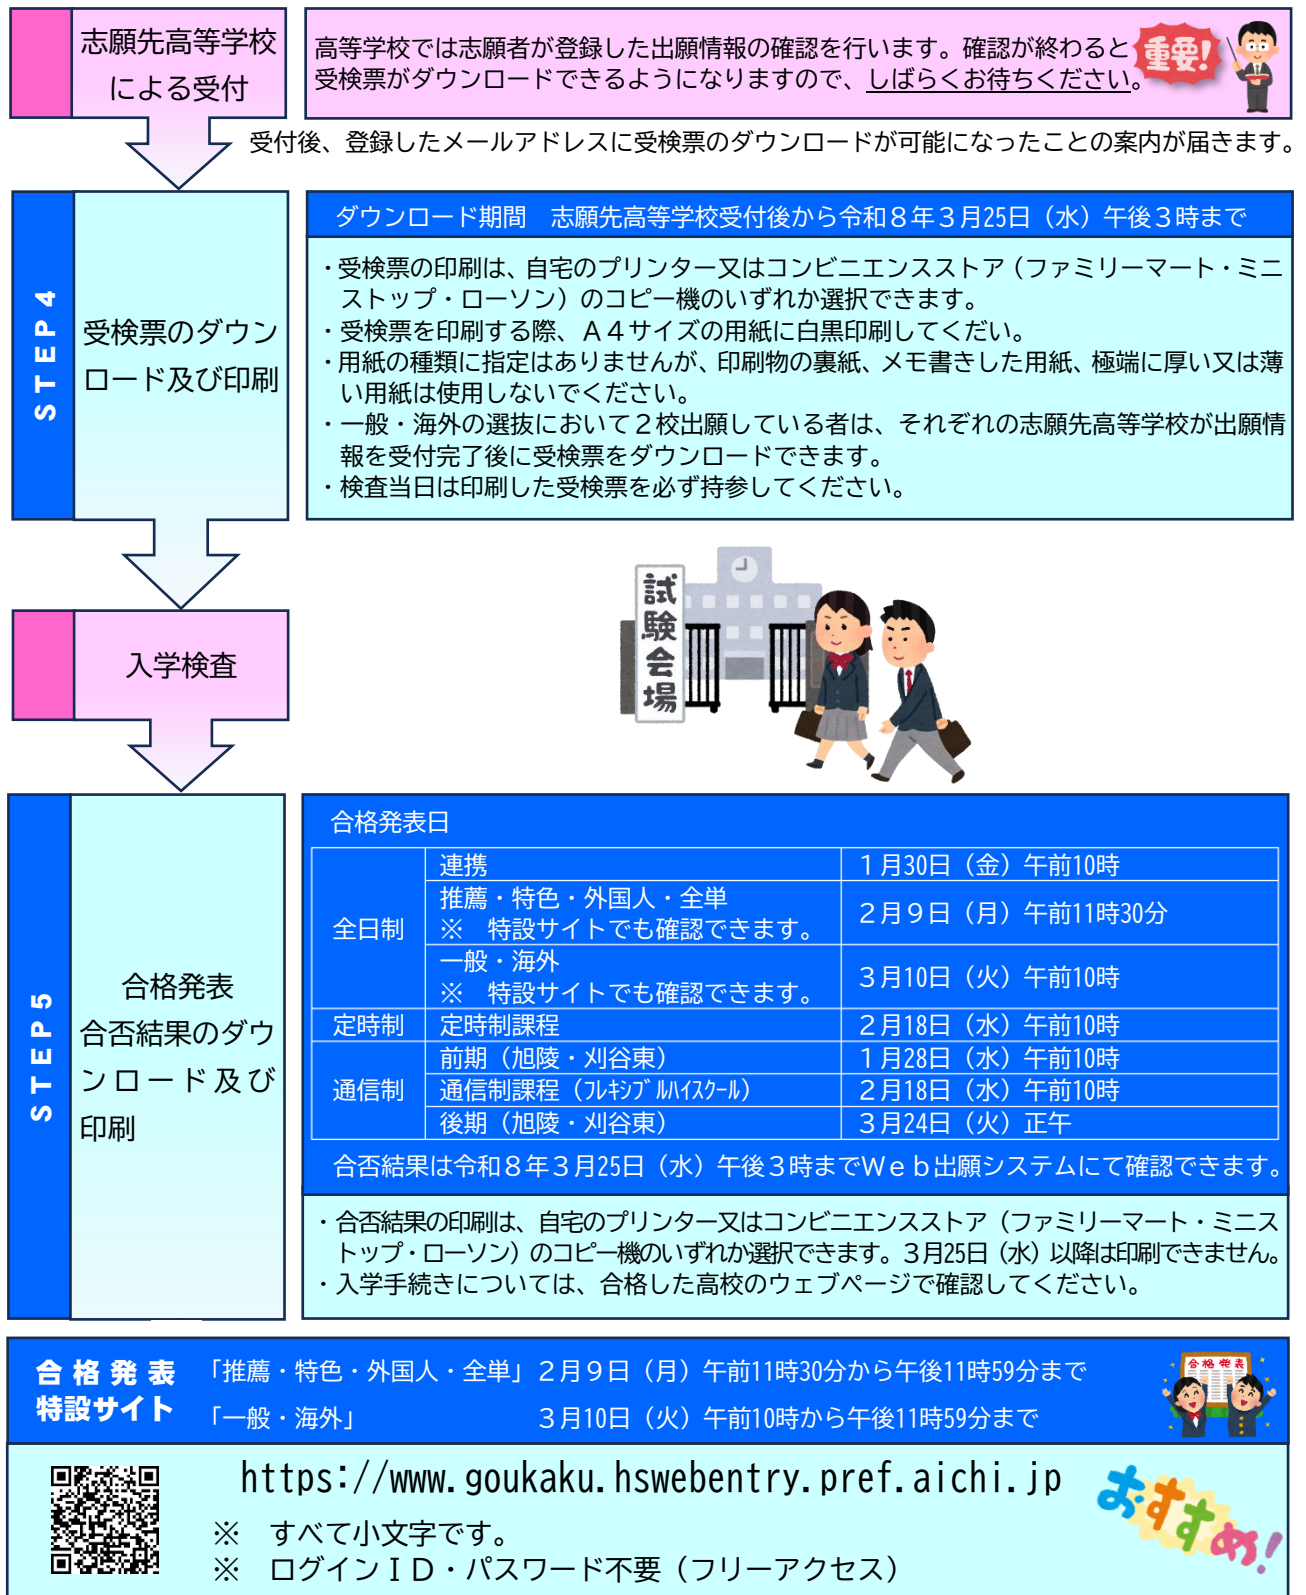 志願先高等学校
による受付
高等学校では志願者が登録した出願情報の確認を行います。確認が終わると
受検票がダウンロードできるようになりますので、しばらくお待ちください。
重要!
受付後、登録したメールアドレスに受検票のダウンロードが可能になったことの案内が届きます。
STEP4
受検票のダウン
ロード及び印刷
ダウンロード期間　志願先高等学校受付後から令和８年３月25日（水）午後３時まで
・受検票の印刷は、自宅のプリンター又はコンビニエンスストア（ファミリーマート・ミニ
ストップ・ローソン）のコピー機のいずれか選択できます。
・受検票を印刷する際、Ａ４サイズの用紙に白黒印刷してくだい。
・用紙の種類に指定はありませんが、印刷物の裏紙、メモ書きした用紙、極端に厚い又は薄
い用紙は使用しないでください。
・一般・海外の選抜において２校出願している者は、それぞれの志願先高等学校が出願情
報を受付完了後に受検票をダウンロードできます。
・検査当日は印刷した受検票を必ず持参してください。
試験会場
入学検査
STEP5
合格発表
合否結果のダウ
ンロード及び
印刷
合格発表日
全日制
連携　１月30日（金）午前10時
推薦・特色・外国人・全単
※　特設サイトでも確認できます。
２月９日（月）午前11時30分
一般・海外
※　特設サイトでも確認できます。
３月10日（火）午前10時
定時制　定時制課程　２月18日（水）午前10時
通信制
前期（旭陵・刈谷東）　１月28日（水）午前10時
通信制課程（ﾌﾚｷｼﾌﾞﾙﾊｲｽｸｰﾙ）　２月18日（水）午前10時
後期（旭陵・刈谷東）　３月24日（火）正午
合否結果は令和８年３月25日（水）午後３時までＷｅｂ出願システムにて確認できます。
・合否結果の印刷は、自宅のプリンター又はコンビニエンスストア（ファミリーマート・ミニス
トップ・ローソン）のコピー機のいずれか選択できます。３月25日（水）以降は印刷できません。
・入学手続きについては、合格した高校のウェブページで確認してください。
合格発表
特設サイト
「推薦・特色・外国人・全単」２月９日（月）午前11時30分から午後11時59分まで
「一般・海外」　３月10日（火）午前10時から午後11時59分まで
合格発表
https://www.goukaku.hswebentry.pref.aichi.jp
※　すべて小文字です。
※　ログインＩＤ・パスワード不要（フリーアクセス）
おすすめ!